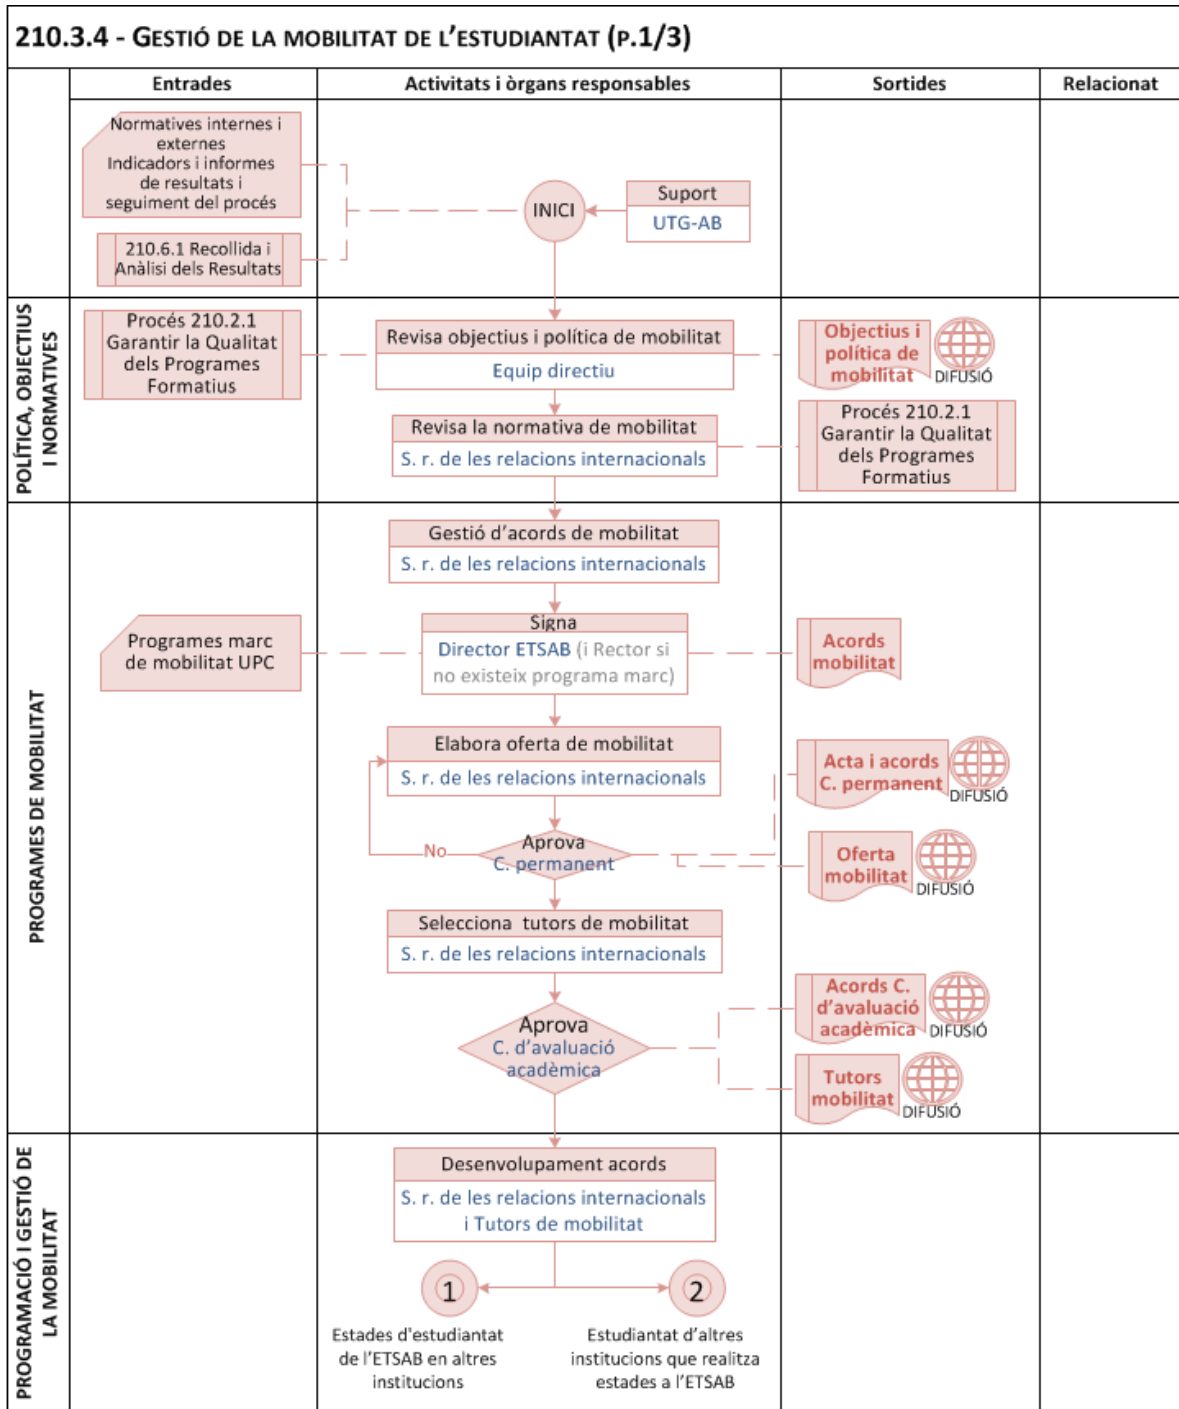 210.3.4 - GESTIÓ DE LA MOBILITAT DE L’ESTUDIANTAT (P.1/3)
Entrades
Activitats i òrgans responsables
Sortides
Relacionat
Normatives internes i
externes
Indicadors i informes
de resultats i
seguiment del procés
210.6.1 Recollida i
Anàlisi dels Resultats
INICI
Suport
UTG-AB
POLÍTICA, OBJECTIUS
I NORMATIVES
Procés 210.2.1
Garantir la Qualitat
dels Programes
Formatius
Revisa objectius i política de mobilitat
Equip directiu
Objectius i
política de
mobilitat
DIFUSIÓ
Revisa la normativa de mobilitat
S. r. de les relacions internacionals
Procés 210.2.1
Garantir la Qualitat
dels Programes
Formatius
PROGRAMES DE MOBILITAT
Gestió d’acords de mobilitat
S. r. de les relacions internacionals
Programes marc
de mobilitat UPC
Signa
Director ETSAB (i Rector si
no existeix programa marc)
Acords
mobilitat
Elabora oferta de mobilitat
S. r. de les relacions internacionals
Acta i acords
C. permanent
DIFUSIÓ
No
Aprova
C. permanent
Oferta
mobilitat
DIFUSIÓ
Selecciona tutors de mobilitat
S. r. de les relacions internacionals
Aprova
C. d’avaluació
acadèmica
Acords C.
d’avaluació
acadèmica
DIFUSIÓ
Tutors
mobilitat
DIFUSIÓ
PROGRAMACIÓ I GESTIÓ DE
LA MOBILITAT
Desenvolupament acords
S. r. de les relacions internacionals
i Tutors de mobilitat
1
2
Estades d'estudiantat
de l’ETSAB en altres
institucions
Estudiantat d’altres
institucions que realitza
estades a l’ETSAB